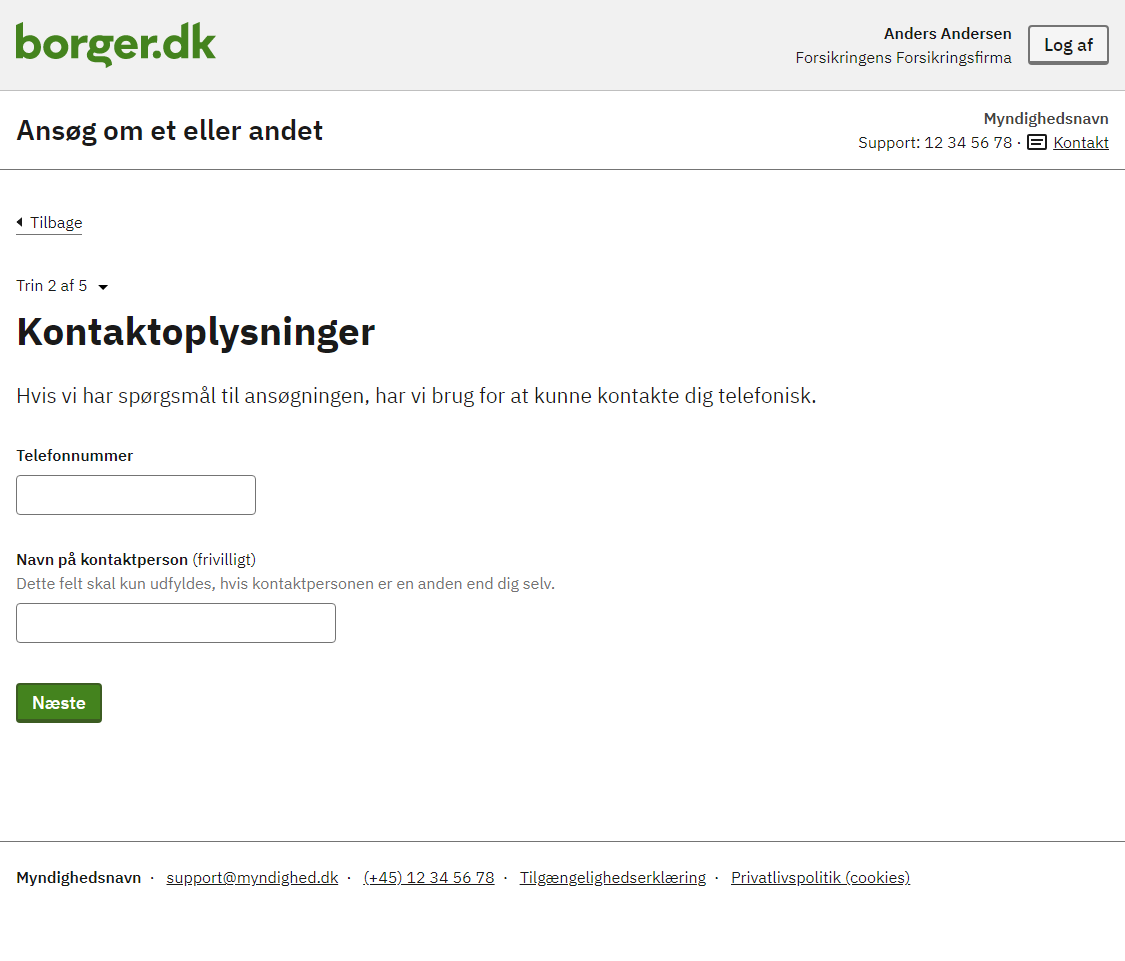 borger.dk
Anders Andersen
Forsikringens Forsikringsfirma
Log af
Ansøg om et eller andet
Myndighedsnavn
Support: 12 34 56 78 · Kontakt
Tilbage
Trin 2 af 5
Kontaktoplysninger
Hvis vi har spørgsmål til ansøgningen, har vi brug for at kunne kontakte dig telefonisk.
Telefonnummer
Navn på kontaktperson (frivilligt)
Dette felt skal kun udfyldes, hvis kontaktpersonen er en anden end dig selv.
Næste
Myndighedsnavn · support@myndighed.dk · (+45) 12 34 56 78 · Tilgængelighedserklæring · Privatlivspolitik (cookies)